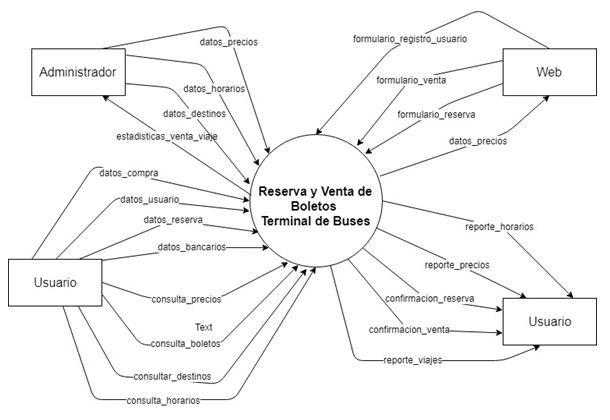 datos_precios
formulario_registro_usuario
Administrador
formulario_venta
Web
datos_horarios
formulario_reserva
datos_destinos
estadisticas_venta_viaje
datos_precios
datos_compra
Reserva y Venta de
Boletos
Terminal de Buses
datos_usuario
datos_reserva
reporte_horarios
datos_bancarios
reporte_precios
Usuario
consulta_precios
confirmacion_reserva
Text
consulta_boletos
confirmacion_venta
Usuario
reporte_viajes
consultar_destinos
consulta_horarios